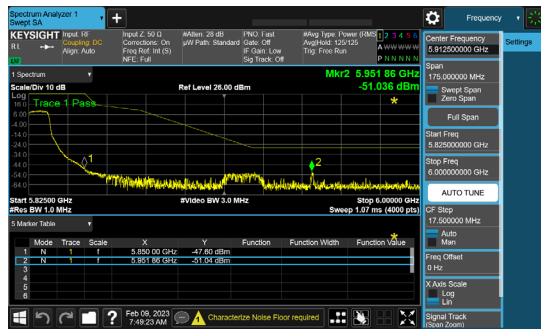 Spectrum Analyzer 1
Swept SA
Frequency
KEYSIGHT
Input: RF
Coupling: DC
Align: Auto
Input Z: 50 Ω
Corrections: On
Freq Ref: Int (S)
NFE: Full
#Atten: 28 dB
µW Path: Standard
PNO: Fast
Gate: Off
IF Gain: Low
Sig Track: Off
#Avg Type: Power (RMS
Avg|Hold: 125/125
Trig: Free Run
1 2 3 4 5 6
A W W W W W
P N N N N N
1 Spectrum
Scale/Div 10 dB
Ref Level 26.00 dBm
Mkr2 5.951 86 GHz
-51.036 dBm
Log
Trace 1 Pass
16.0
6.00
-4.00
-14.0
-24.0
-34.0
-44.0
-54.0
-64.0
1
2
Start 5.82500 GHz
#Res BW 1.0 MHz
#Video BW 3.0 MHz
Stop 6.00000 GHz
Sweep 1.07 ms (4000 pts)
5 Marker Table
Mode Trace Scale X Y Function Function Width Function Value
1 N 1 f 5.850 00 GHz -47.60 dBm
2 N 1 f 5.951 86 GHz -51.04 dBm
3
4
5
6
Feb 09, 2023
7:49:23 AM
Characterize Noise Floor required
Center Frequency
5.912500000 GHz
Settings
Span
175.000000 MHz
Swept Span
Zero Span
Full Span
Start Freq
5.825000000 GHz
Stop Freq
6.000000000 GHz
AUTO TUNE
CF Step
17.500000 MHz
Auto
Man
Freq Offset
0 Hz
X Axis Scale
Log
Lin
Signal Track
(Span Zoom)